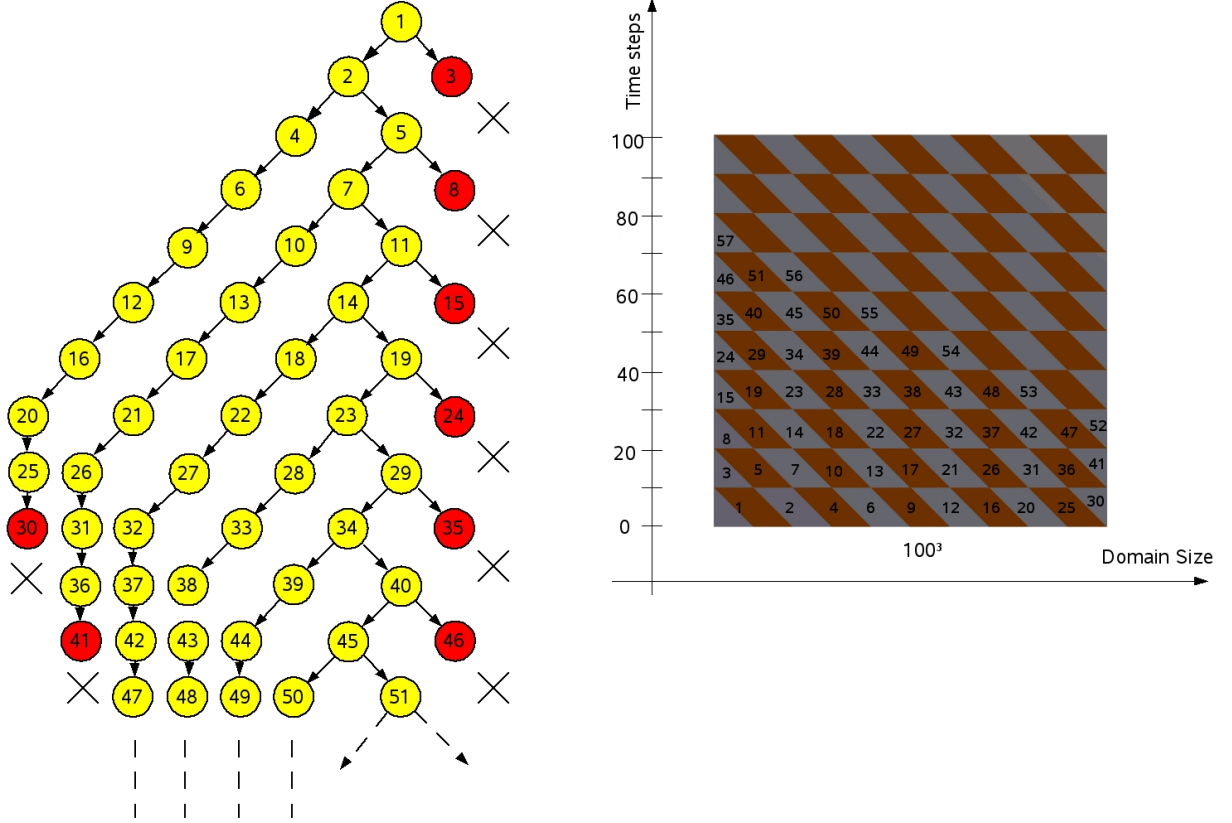 1
2 3
4 5
6 7 8
9 10 11
12 13 14 15
16 17 18 19
20 21 22 23 24
25 26 27 28 29
30 31 32 33 34 35
36 37 38 39 40
41 42 43 44 45 46
47 48 49 50 51
Time steps
100
80
60
40
20
0
57
46 51 56
35 40 45 50 55
24 29 34 39 44 49 54
15 19 23 28 33 38 43 48 53
8 11 14 18 22 27 32 37 42 47 52
3 5 7 10 13 17 21 26 31 36 41
1 2 4 6 9 12 16 20 25 30
100³
Domain Size